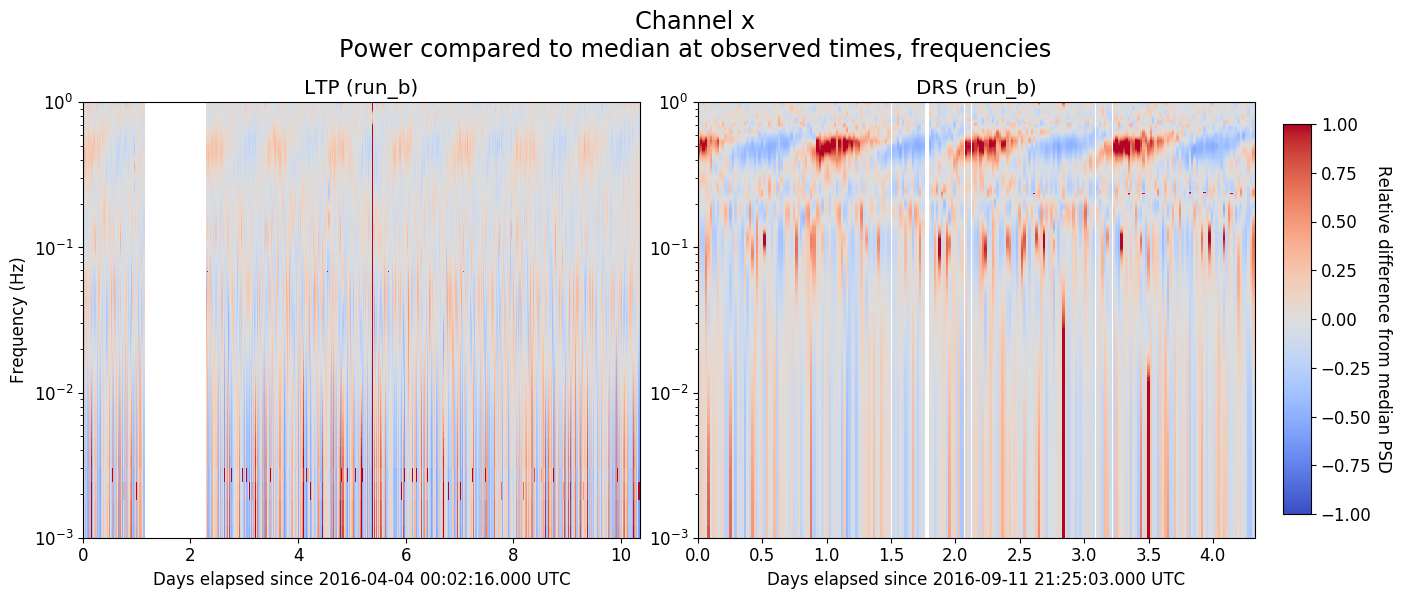 Channel x
Power compared to median at observed times, frequencies
LTP (run_b)
DRS (run_b)
Frequency (Hz)
10⁰
10⁻¹
10⁻²
10⁻³
0 2 4 6 8 10
Days elapsed since 2016-04-04 00:02:16.000 UTC
10⁰
10⁻¹
10⁻²
10⁻³
0.0 0.5 1.0 1.5 2.0 2.5 3.0 3.5 4.0
Days elapsed since 2016-09-11 21:25:03.000 UTC
1.00
0.75
0.50
0.25
0.00
−0.25
−0.50
−0.75
−1.00
Relative difference from median PSD